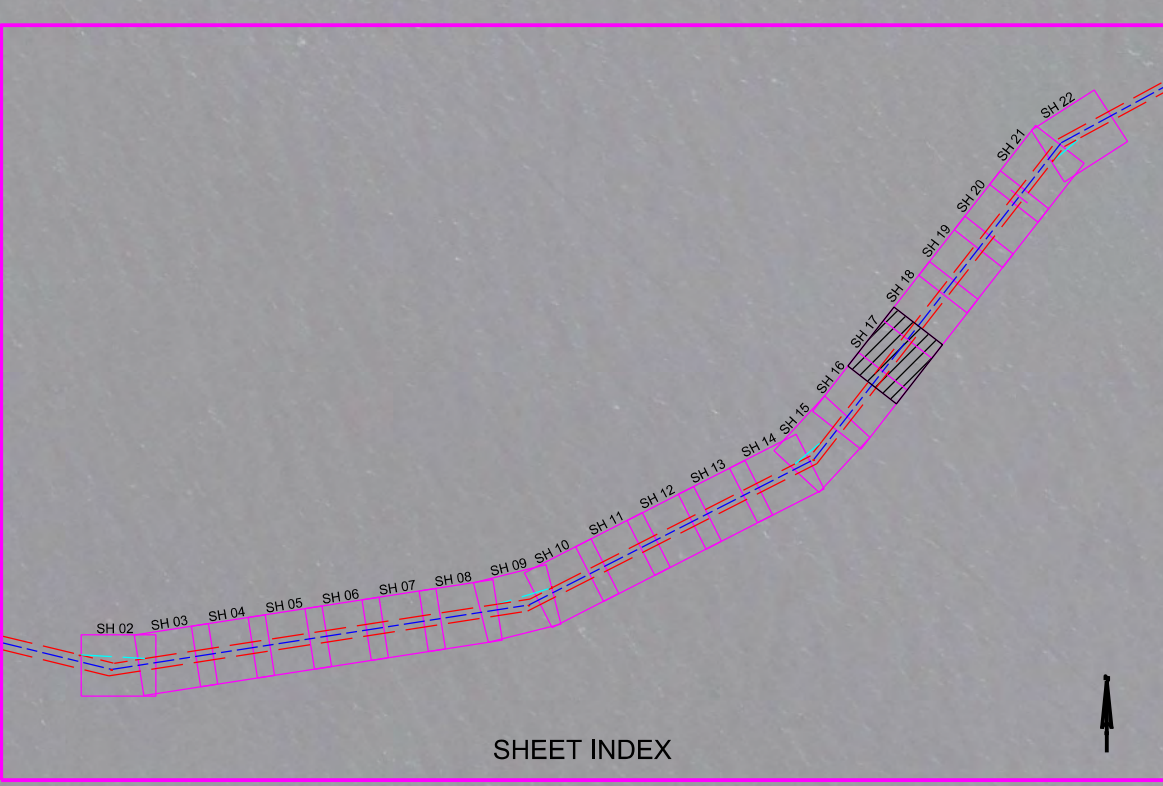 SH 02
SH 03
SH 04
SH 05
SH 06
SH 07
SH 08
SH 09
SH 10
SH 11
SH 12
SH 13
SH 14
SH 15
SH 16
SH 17
SH 18
SH 19
SH 20
SH 21
SH 22
SHEET INDEX